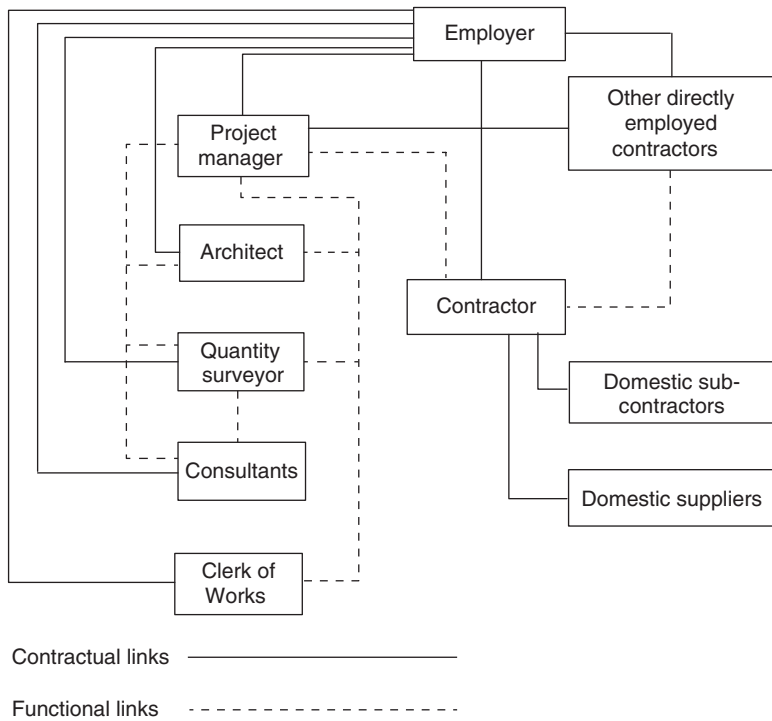 Employer
Other directly
employed
contractors
Project
manager
Architect
Contractor
Quantity
surveyor
Domestic sub-
contractors
Consultants
Domestic suppliers
Clerk of
Works
Contractual links
Functional links